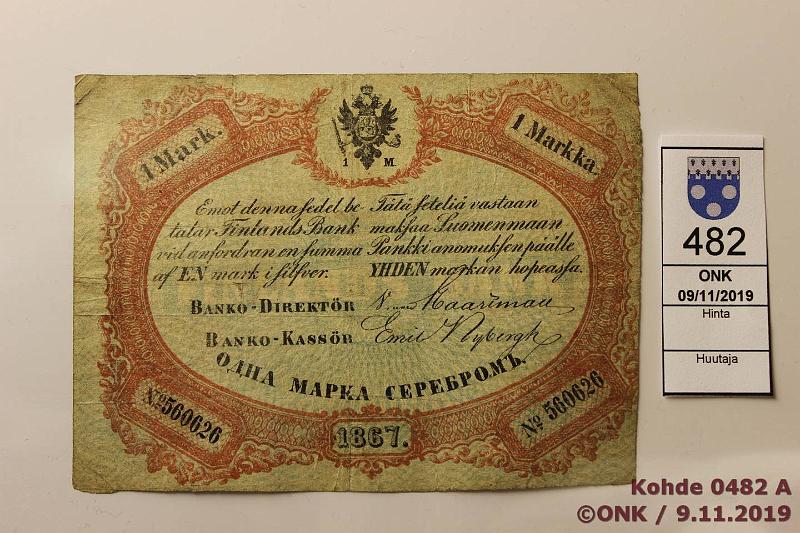 1 Mark.
1 Markka.
1 M.
Emot denna sedel be
talar Finlands Bank
vid anfordran en summa
af EN mark i silfver.
Tätä seteliä vastaan
maksaa Suomenmaan
Pankki anomuksen päälle
YHDEN markan hopeassa.
BANKO-DIREKTÖR
BANKO-KASSÖR Emil Nybergh
ОДНА МАРКА СЕРЕБРОМЪ.
No 560626
1867.
No 560626
482
ONK
09/11/2019
Hinta
Huutaja
Kohde 0482 A
©ONK / 9.11.2019